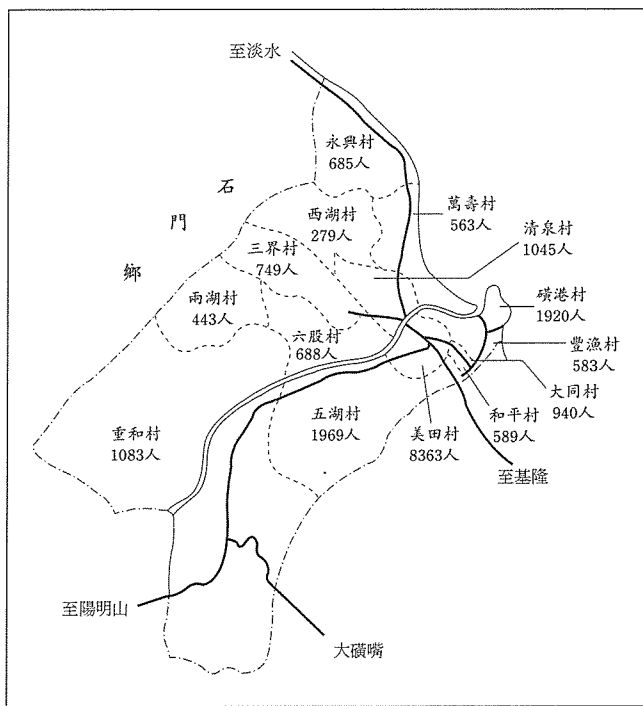 至淡水
永興村
685人
石
門
鄉
西湖村
279人
萬壽村
563人
清泉村
1045人
三界村
749人
兩湖村
443人
六股村
688人
磺港村
1920人
豐漁村
583人
大同村
940人
和平村
589人
美田村
8363人
五湖村
1969人
重和村
1083人
至基隆
至陽明山
大磺嘴